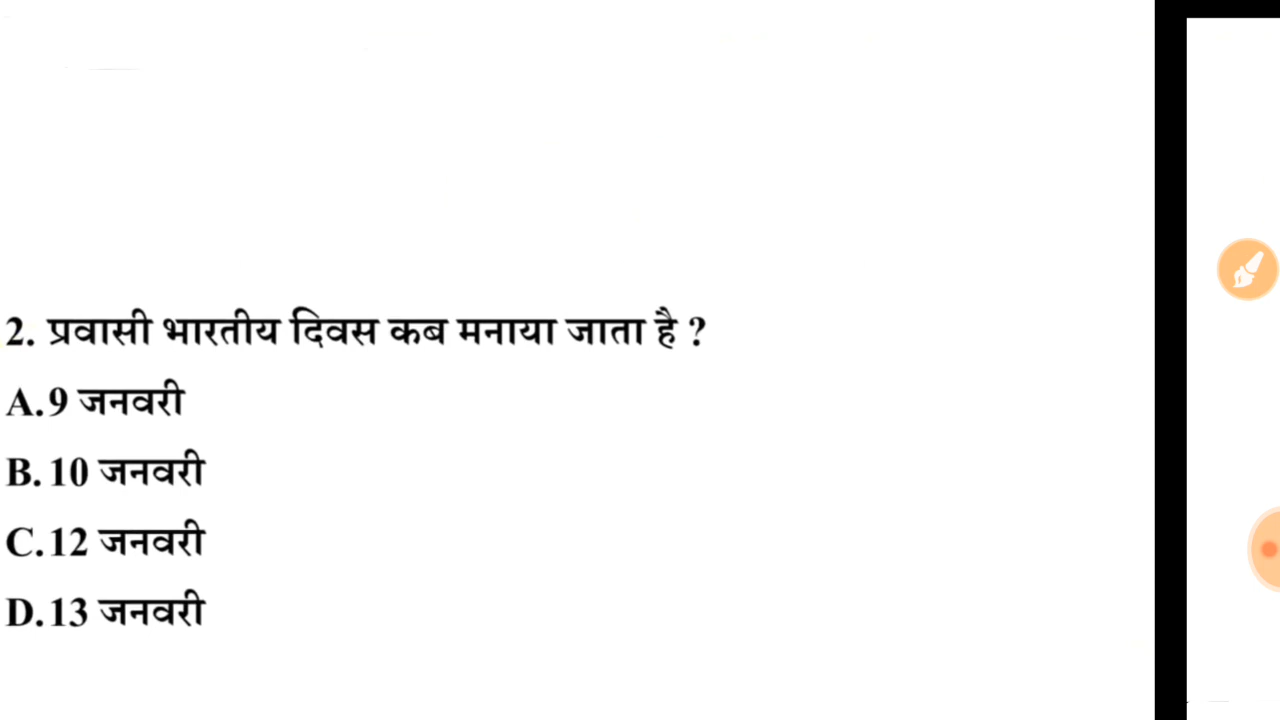 2. प्रवासी भारतीय दिवस कब मनाया जाता है ?
A.9 जनवरी
B. 10 जनवरी
C.12 जनवरी
D.13 जनवरी